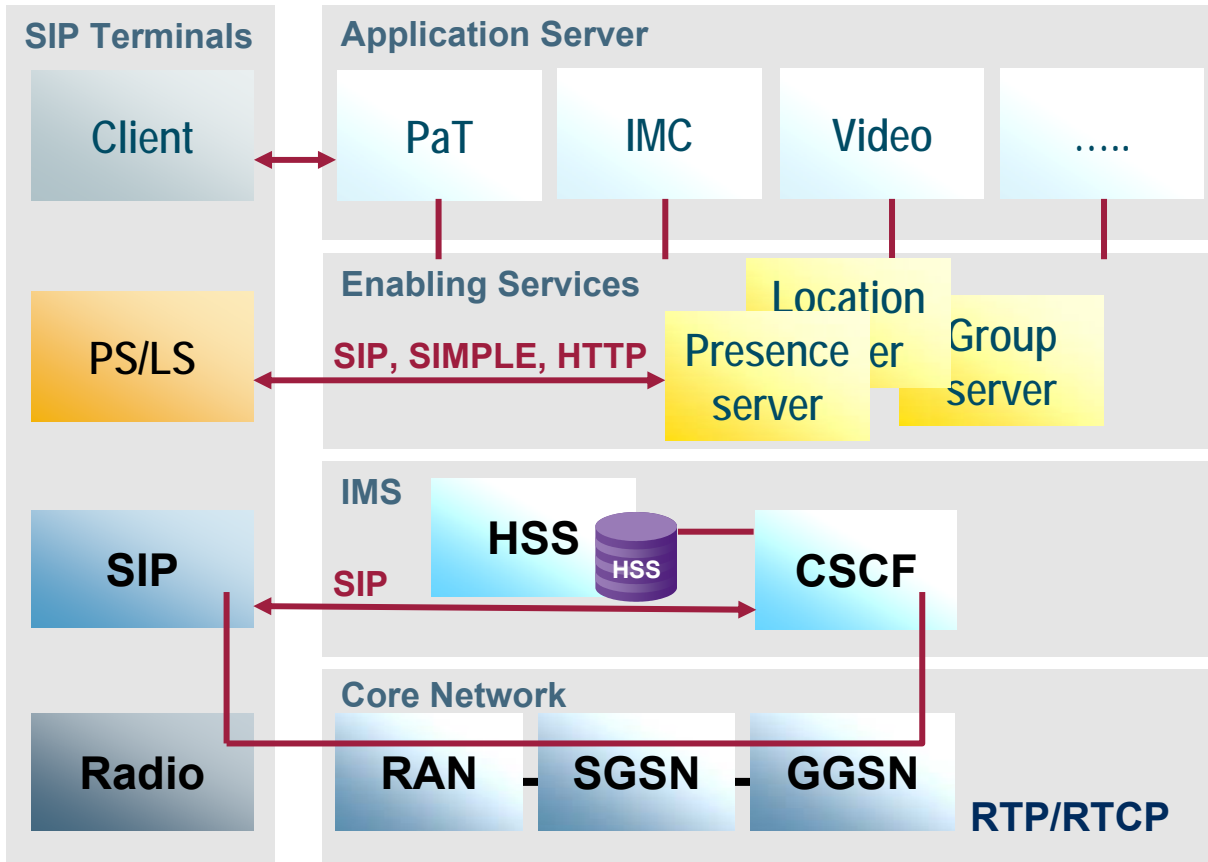 SIP Terminals
Application Server
Client
PaT
IMC
Video
.....
Enabling Services
PS/LS
SIP, SIMPLE, HTTP
Location
er
Presence
server
Group
server
IMS
SIP
SIP
HSS
HSS
CSCF
Core Network
Radio
RAN
SGSN
GGSN
RTP/RTCP